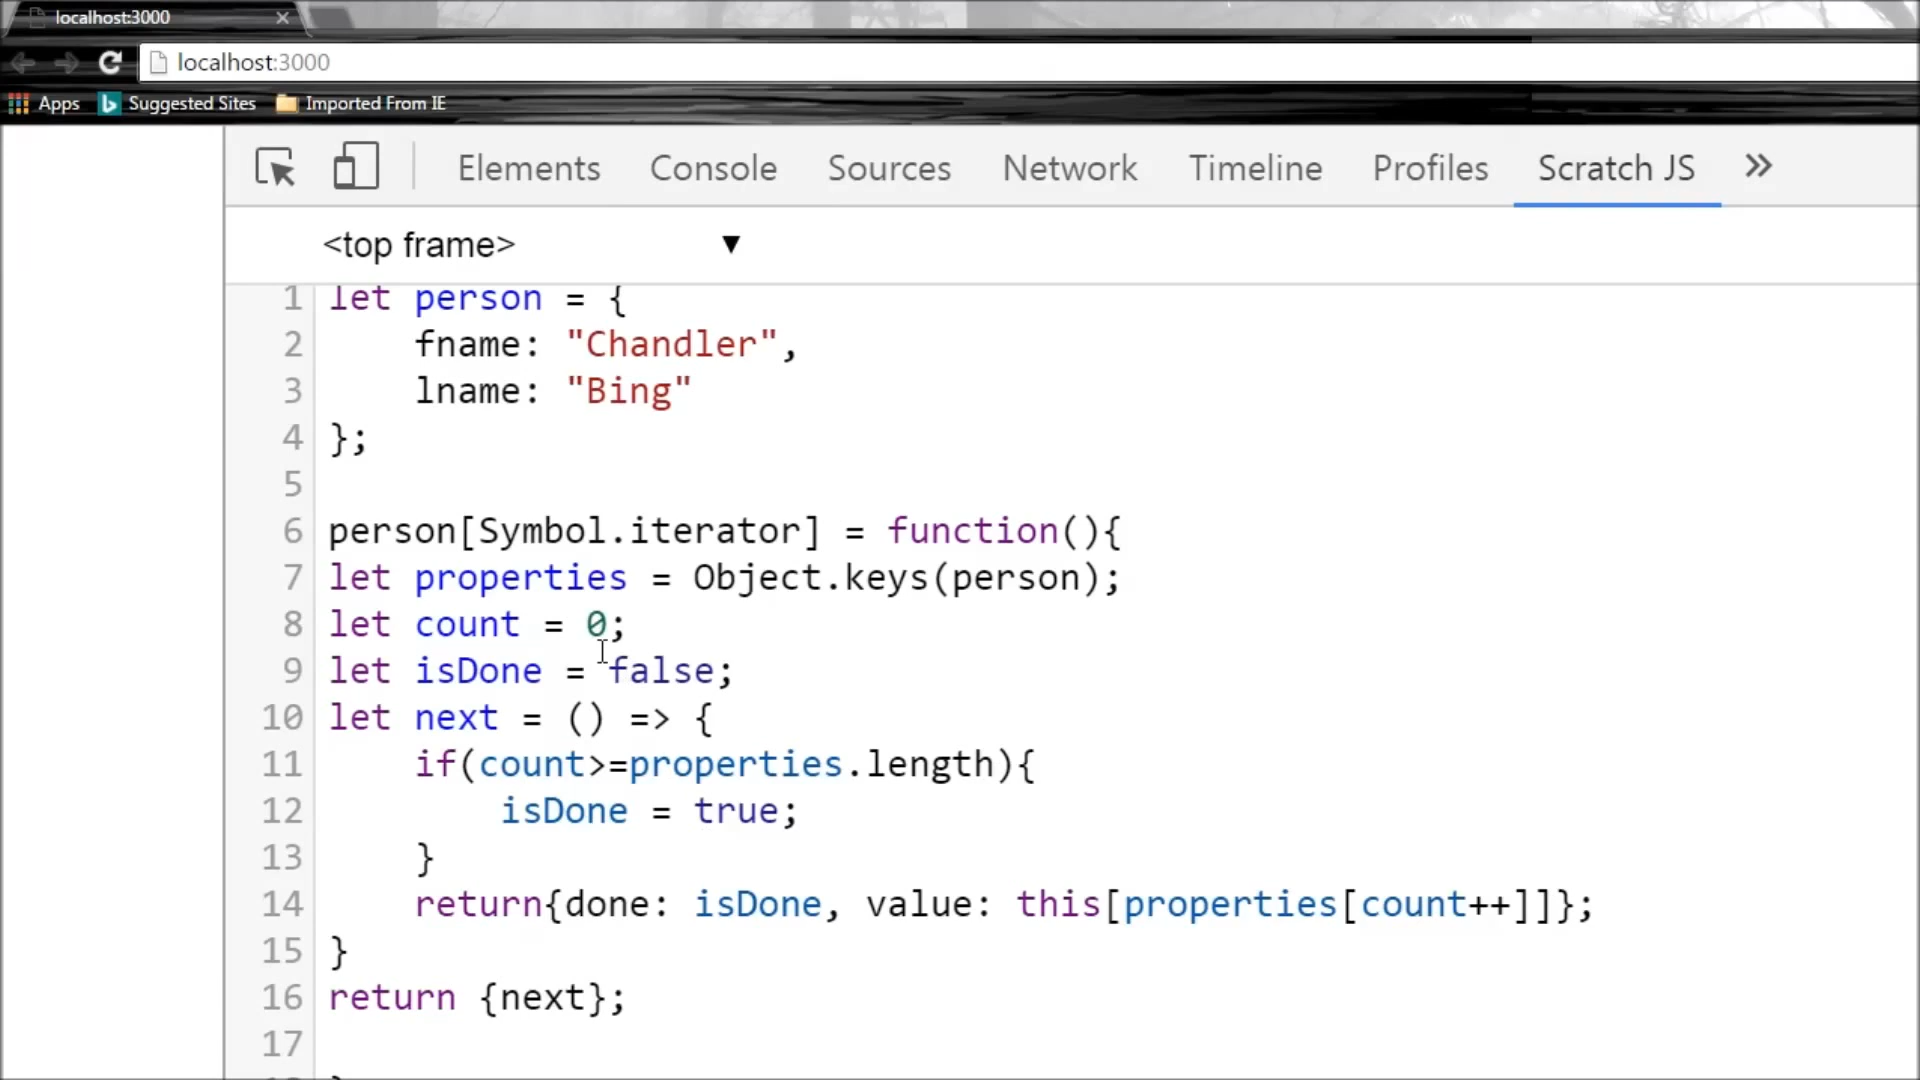 localhost:3000
localhost:3000
Apps Suggested Sites Imported From IE
Elements Console Sources Network Timeline Profiles Scratch JS »
<top frame> ▼
1 let person = {
2     fname: "Chandler",
3     lname: "Bing"
4 };
5
6 person[Symbol.iterator] = function(){
7 let properties = Object.keys(person);
8 let count = 0;
9 let isDone = false;
10 let next = () => {
11     if(count>=properties.length){
12         isDone = true;
13     }
14     return{done: isDone, value: this[properties[count++]]};
15 }
16 return {next};
17